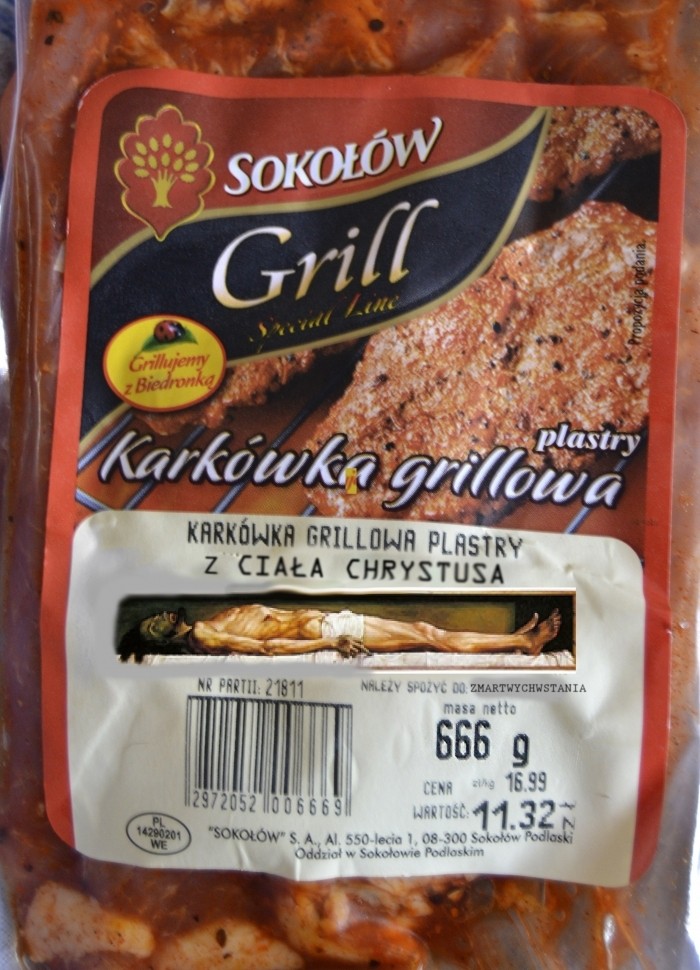 SOKOŁÓW
Grill
Special Line
Propozycja podania.
Grillujemy
z Biedronką
plastry
Karkówka grillowa
KARKÓWKA GRILLOWA PLASTRY
Z CIAŁA CHRYSTUSA
NR PARTII: 21811
NALEŻY SPOŻYĆ DO: ZMARTWYCHWSTANIA
masa netto
666 g
CENA zł/kg 16.99
WARTOŚĆ: 11.32 zł
2972052 006669
PL
14290201
WE
"SOKOŁÓW" S. A., Al. 550-lecia 1, 08-300 Sokołów Podlaski
Oddział w Sokołowie Podlaskim